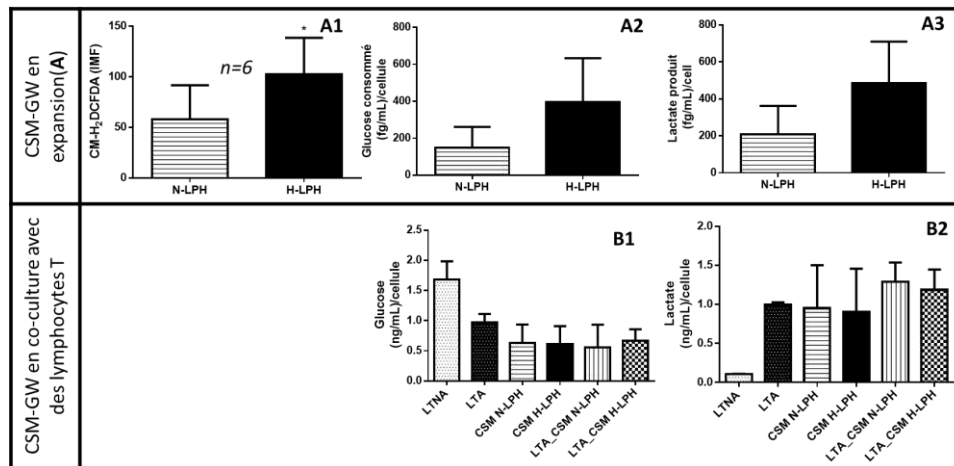 CSM-GW en
expansion(A)
A1
*
n=6
CM-H₂DCFDA (IMF)
150
100
50
0
N-LPH
H-LPH
A2
Glucose consommé
(fg/mL)/cellule
800
600
400
200
0
N-LPH
H-LPH
A3
Lactate produit
(fg/mL)/cell
800
600
400
200
0
N-LPH
H-LPH
CSM-GW en co-culture avec
des lymphocytes T
B1
Glucose
(ng/mL)/cellule
2.5
2.0
1.5
1.0
0.5
0.0
LTNA
LTA
CSM N-LPH
CSM H-LPH
LTA_CSM N-LPH
LTA_CSM H-LPH
B2
Lactate
(ng/mL)/cellule
2.0
1.5
1.0
0.5
0.0
LTNA
LTA
CSM N-LPH
CSM H-LPH
LTA_CSM N-LPH
LTA_CSM H-LPH